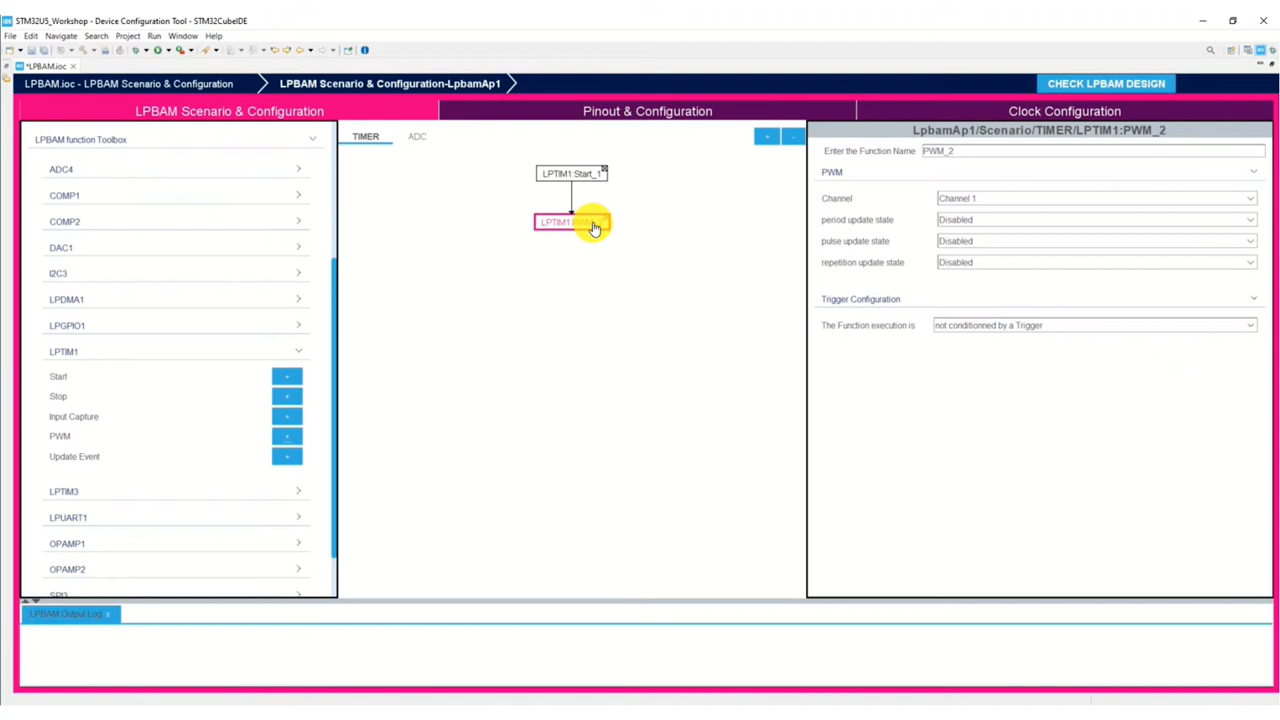 IDE STM32U5_Workshop - Device Configuration Tool - STM32CubeIDE
File Edit Navigate Search Project Run Window Help
*LPBAM.ioc
LPBAM.ioc - LPBAM Scenario & Configuration
LPBAM Scenario & Configuration-LpbamAp1
CHECK LPBAM DESIGN
LPBAM Scenario & Configuration
Pinout & Configuration
Clock Configuration
LPBAM function Toolbox
ADC4
COMP1
COMP2
DAC1
I2C3
LPDMA1
LPGPIO1
LPTIM1
Start +
Stop +
Input Capture +
PWM +
Update Event +
LPTIM3
LPUART1
OPAMP1
OPAMP2
SPI3
TIMER ADC + -
LPTIM1:Start_1
LPTIM1:PWM
LpbamAp1/Scenario/TIMER/LPTIM1:PWM_2
Enter the Function Name PWM_2
PWM
Channel Channel 1
period update state Disabled
pulse update state Disabled
repetition update state Disabled
Trigger Configuration
The Function execution is not conditionned by a Trigger
LPBAM Output Log